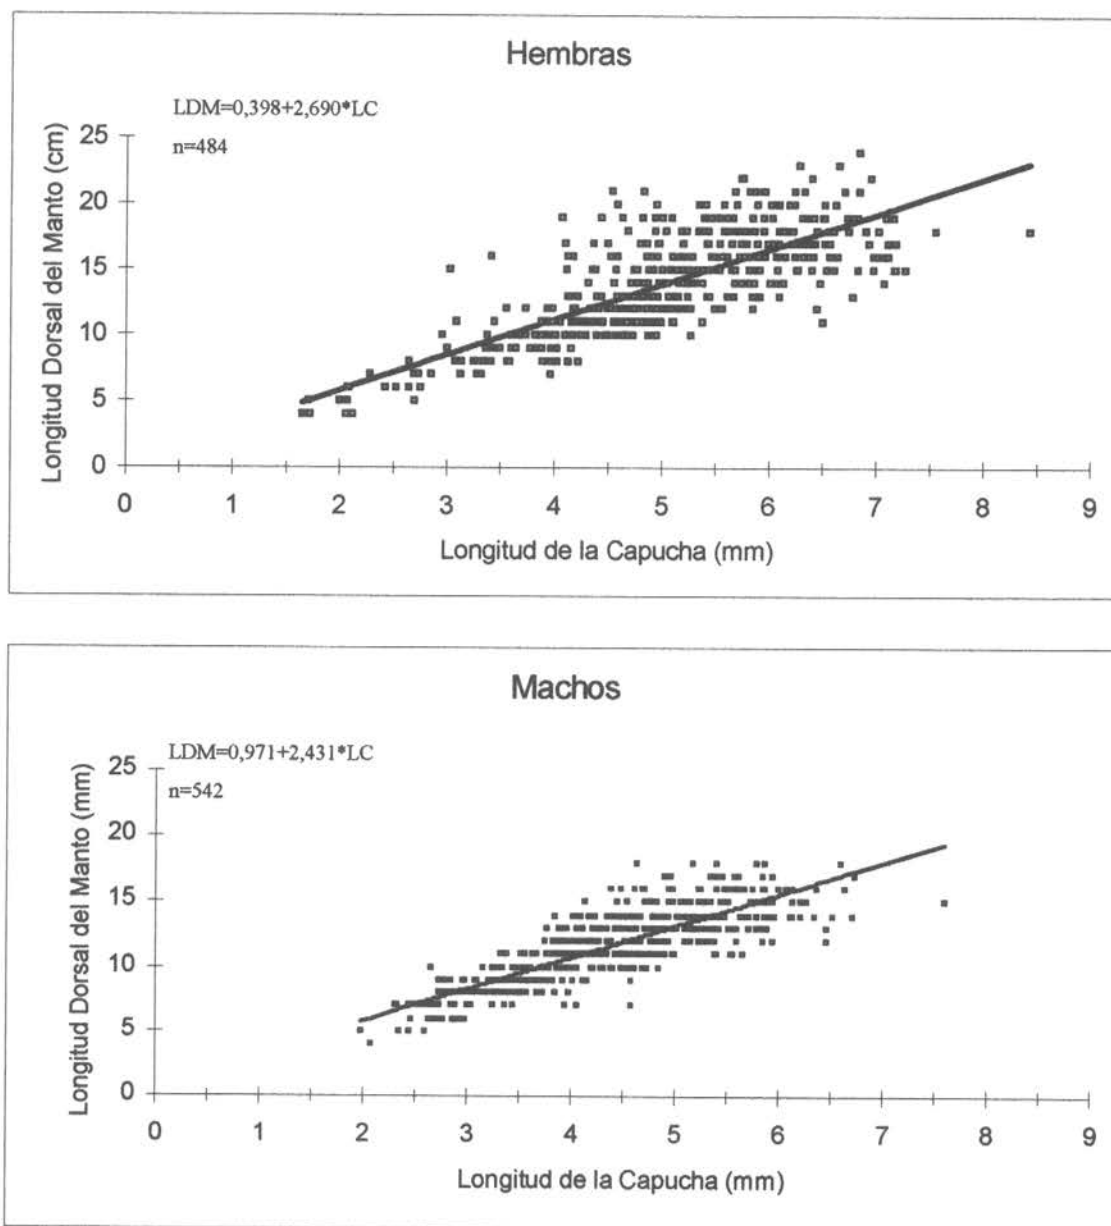 Hembras
LDM=0,398+2,690*LC
n=484
Longitud Dorsal del Manto (cm)
25
20
15
10
5
0
0 1 2 3 4 5 6 7 8 9
Longitud de la Capucha (mm)
Machos
LDM=0,971+2,431*LC
n=542
Longitud Dorsal del Manto (mm)
25
20
15
10
5
0
0 1 2 3 4 5 6 7 8 9
Longitud de la Capucha (mm)